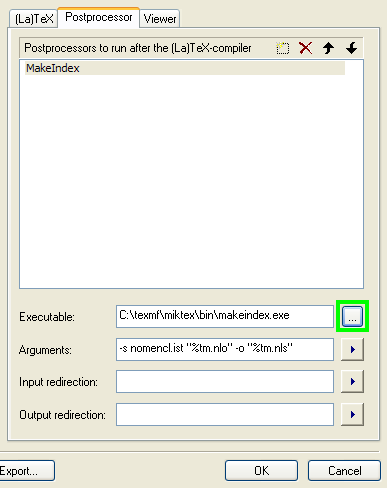 (La)TeX Postprocessor Viewer
Postprocessors to run after the (La)TeX-compiler
MakeIndex
Executable: C:\texmf\miktex\bin\makeindex.exe ...
Arguments: -s nomencl.ist "%tm.nlo" -o "%tm.nls"
Input redirection:
Output redirection:
Export... OK Cancel